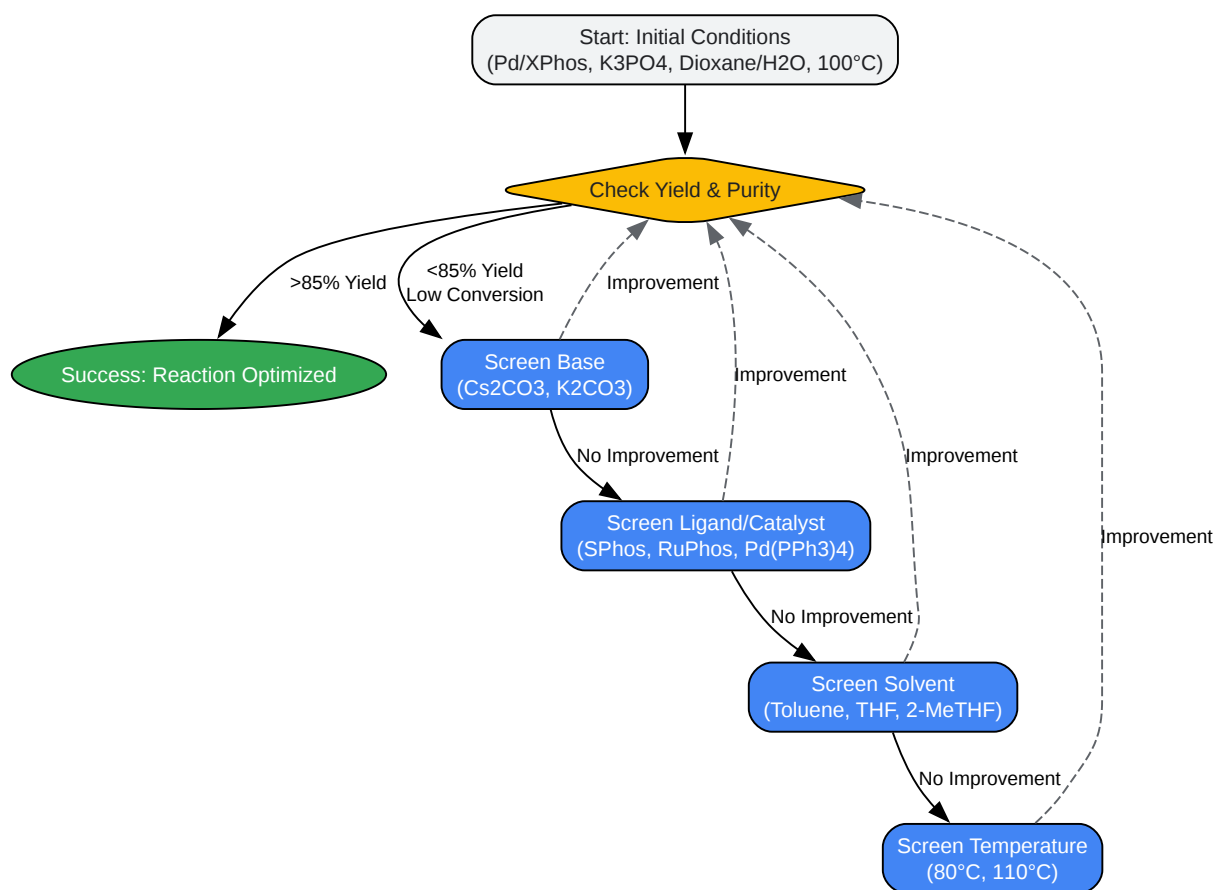 Start: Initial Conditions
(Pd/XPhos, K3PO4, Dioxane/H2O, 100°C)
Check Yield & Purity
>85% Yield
<85% Yield
Low Conversion
Improvement
Success: Reaction Optimized
Screen Base
(Cs2CO3, K2CO3)
Improvement
No Improvement
Improvement
Screen Ligand/Catalyst
(SPhos, RuPhos, Pd(PPh3)4)
Improvement
No Improvement
Screen Solvent
(Toluene, THF, 2-MeTHF)
No Improvement
Screen Temperature
(80°C, 110°C)